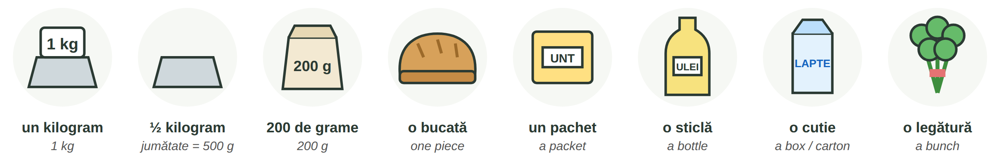 1 kg
200 g
UNT
ULEI
LAPTE
un kilogram
1 kg
½ kilogram
jumătate = 500 g
200 de grame
200 g
o bucată
one piece
un pachet
a packet
o sticlă
a bottle
o cutie
a box / carton
o legătură
a bunch